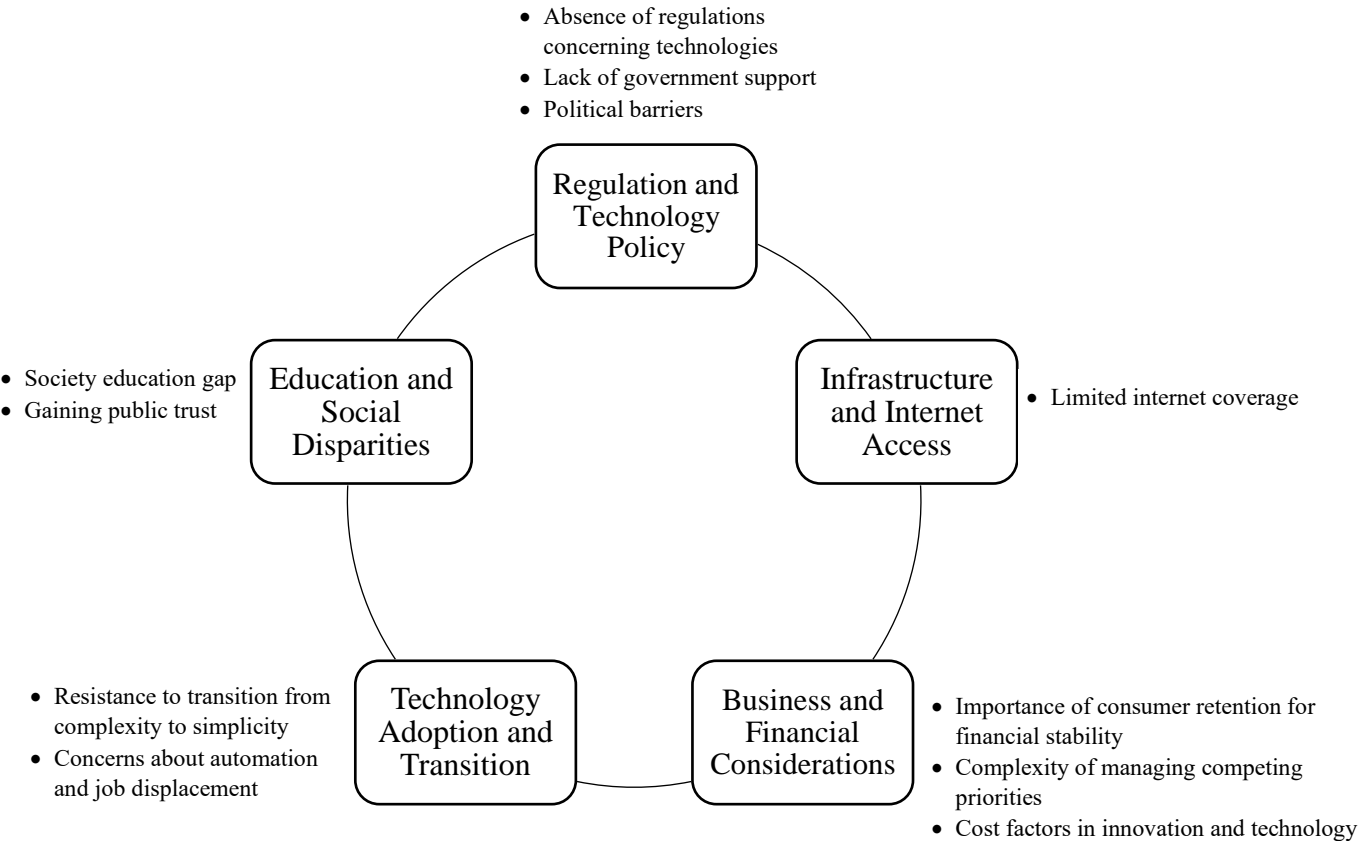 • Absence of regulations
concerning technologies
• Lack of government support
• Political barriers
Regulation and
Technology
Policy
• Society education gap
• Gaining public trust
Education and
Social
Disparities
Infrastructure
and Internet
Access
• Limited internet coverage
• Resistance to transition from
complexity to simplicity
• Concerns about automation
and job displacement
Technology
Adoption and
Transition
Business and
Financial
Considerations
• Importance of consumer retention for
financial stability
• Complexity of managing competing
priorities
• Cost factors in innovation and technology